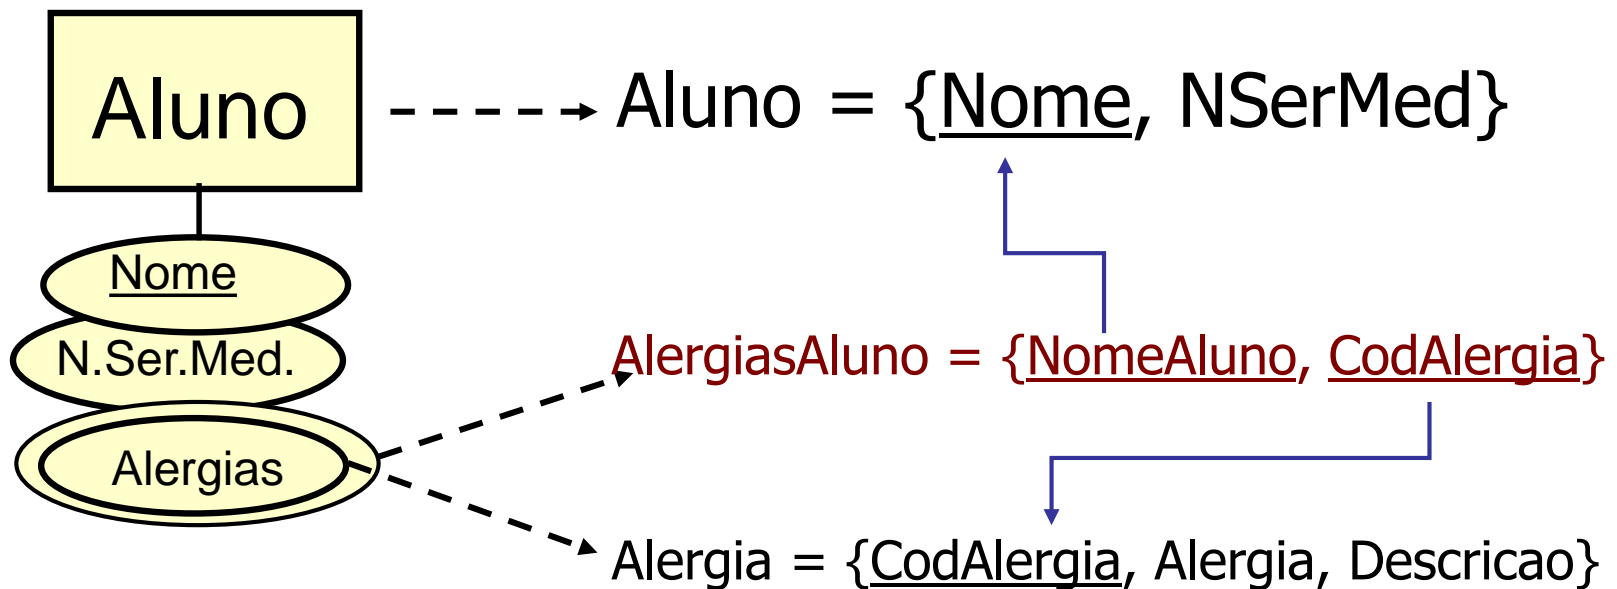 Aluno
Aluno = {Nome, NSerMed}
Nome
N.Ser.Med.
AlergiasAluno = {NomeAluno, CodAlergia}
Alergias
Alergia = {CodAlergia, Alergia, Descricao}